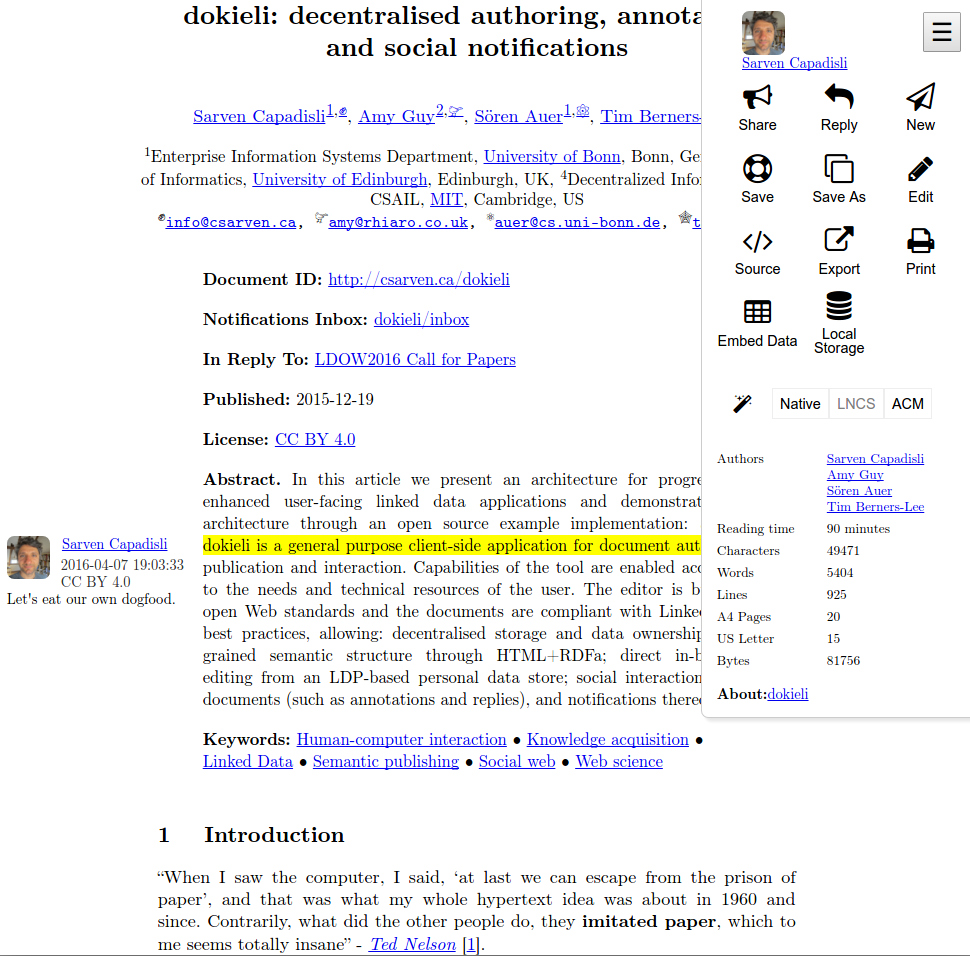 dokieli: decentralised authoring, annota
and social notifications
Sarven Capadisli1, Amy Guy2, Sören Auer1, Tim Berners-
1Enterprise Information Systems Department, University of Bonn, Bonn, Ge
of Informatics, University of Edinburgh, Edinburgh, UK, 4Decentralized Infor
CSAIL, MIT, Cambridge, US
info@csarven.ca, amy@rhiaro.co.uk, auer@cs.uni-bonn.de, t
Document ID: http://csarven.ca/dokieli
Notifications Inbox: dokieli/inbox
In Reply To: LDOW2016 Call for Papers
Published: 2015-12-19
License: CC BY 4.0
Abstract. In this article we present an architecture for progre
enhanced user-facing linked data applications and demonstrat
architecture through an open source example implementation:
dokieli is a general purpose client-side application for document aut
publication and interaction. Capabilities of the tool are enabled acc
to the needs and technical resources of the user. The editor is b
open Web standards and the documents are compliant with Linke
best practices, allowing: decentralised storage and data ownership
grained semantic structure through HTML+RDFa; direct in-b
editing from an LDP-based personal data store; social interaction
documents (such as annotations and replies), and notifications there
Keywords: Human-computer interaction ● Knowledge acquisition ●
Linked Data ● Semantic publishing ● Social web ● Web science
Sarven Capadisli
2016-04-07 19:03:33
CC BY 4.0
Let's eat our own dogfood.
1 Introduction
“When I saw the computer, I said, ‘at last we can escape from the prison of
paper’, and that was what my whole hypertext idea was about in 1960 and
since. Contrarily, what did the other people do, they imitated paper, which to
me seems totally insane” - Ted Nelson [1].
Sarven Capadisli
Share Reply New
Save Save As Edit
Source Export Print
Embed Data Local
Storage
Native LNCS ACM
Authors Sarven Capadisli
Amy Guy
Sören Auer
Tim Berners-Lee
Reading time 90 minutes
Characters 49471
Words 5404
Lines 925
A4 Pages 20
US Letter 15
Bytes 81756
About:dokieli